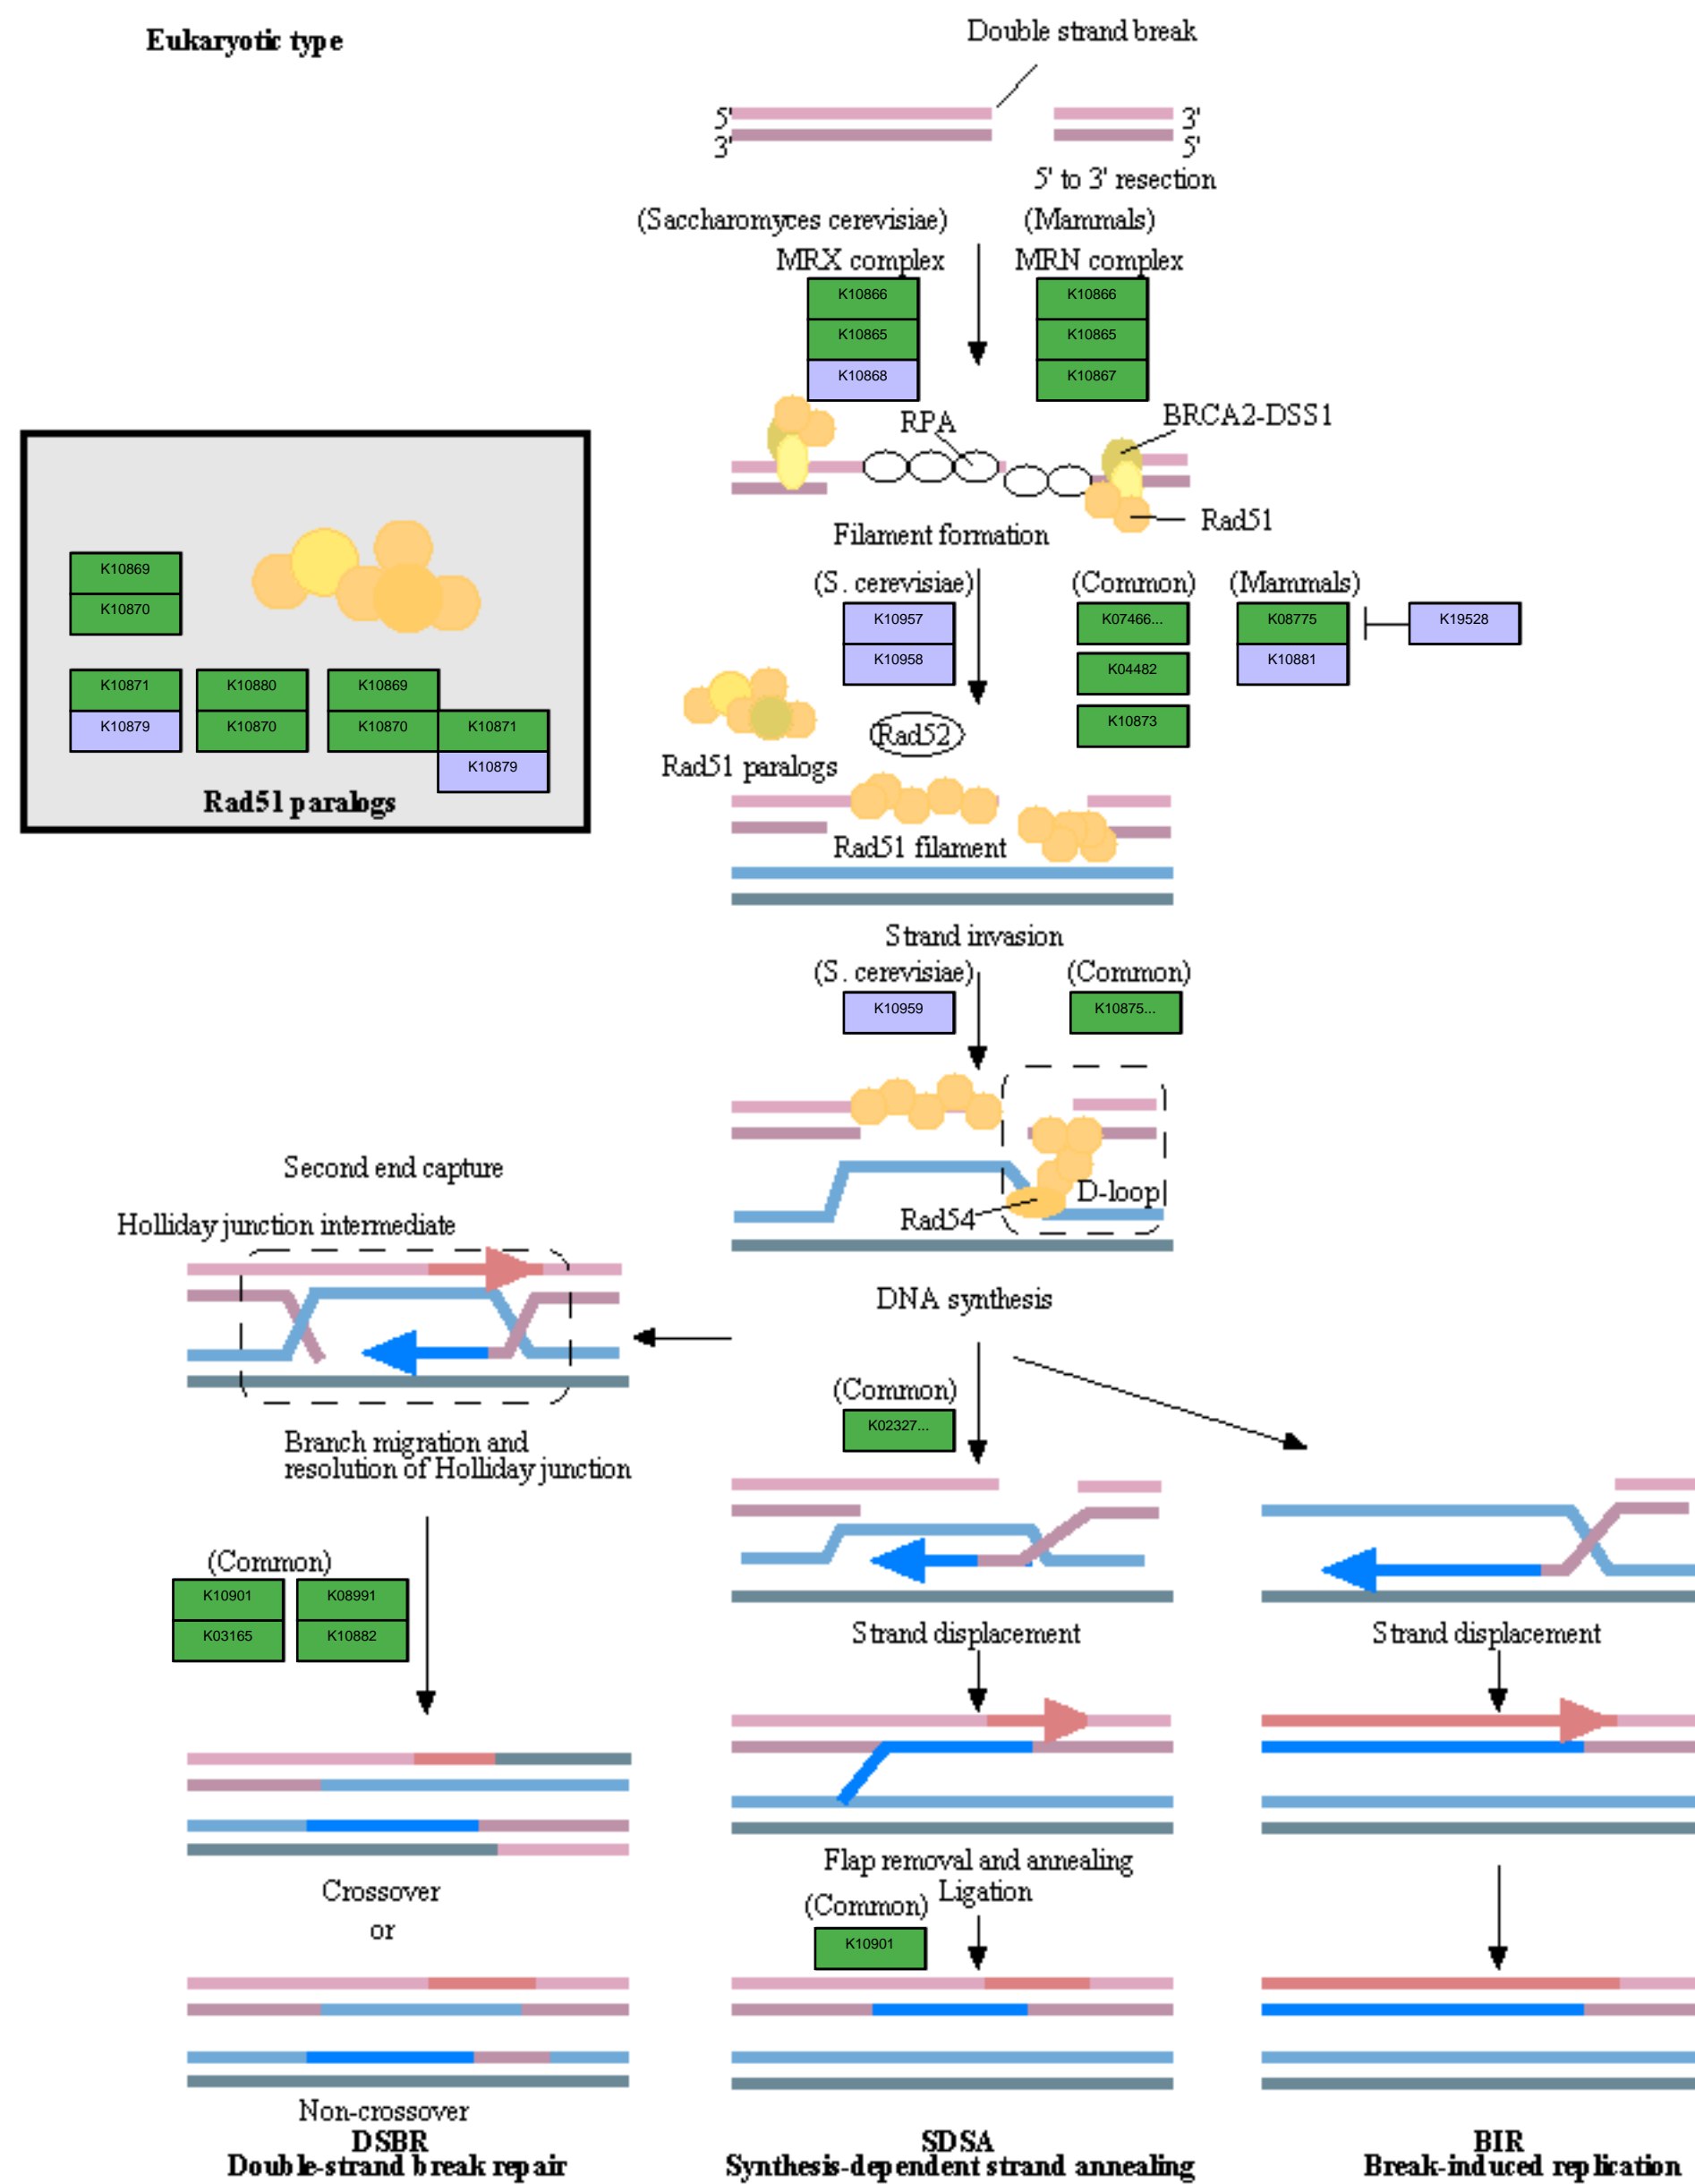 Eukaryotic type
Double strand break
5' 3'
3' 5'
5' to 3' resection
(Saccharomyces cerevisiae) (Mammals)
MRX complex MRN complex
K10866 K10866
K10865 K10865
K10868 K10867
RPA BRCA2-DSS1
Rad51
Filament formation
(S. cerevisiae) (Common) (Mammals)
K10957 K07466... K08775 K19528
K10958 K04482 K10881
K10873
Rad52
Rad51 paralogs
Rad51 filament
K10869
K10870
K10871 K10880 K10869
K10879 K10870 K10870 K10871
K10879
Rad51 paralogs
Strand invasion
(S. cerevisiae) (Common)
K10959 K10875...
D-loop
Rad54
Second end capture
Holliday junction intermediate
DNA synthesis
(Common)
K02327...
Branch migration and
resolution of Holliday junction
(Common)
K10901 K08991
K03165 K10882
Strand displacement Strand displacement
Flap removal and annealing
Ligation
(Common)
K10901
Crossover
or
Non-crossover
DSBR SDSA BIR
Double-strand break repair Synthesis-dependent strand annealing Break-induced replication